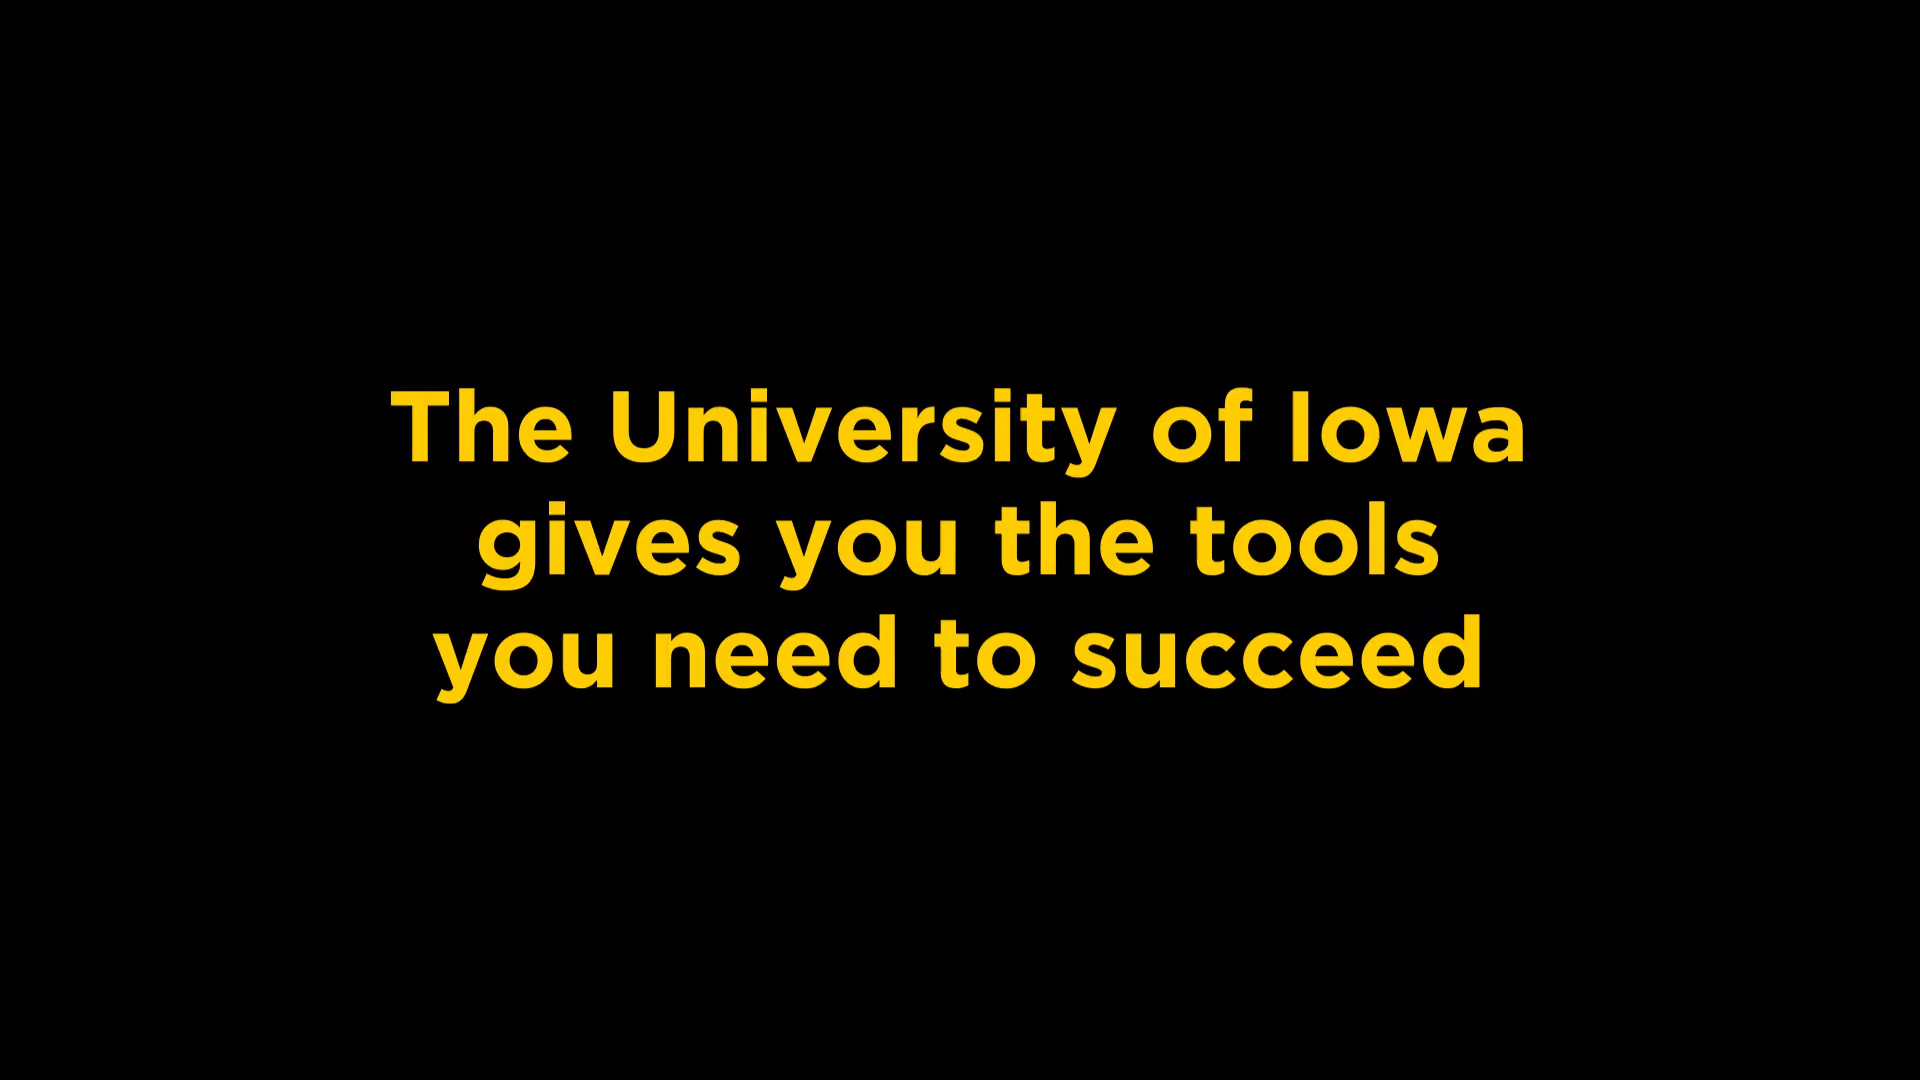 The University of Iowa
gives you the tools
you need to succeed